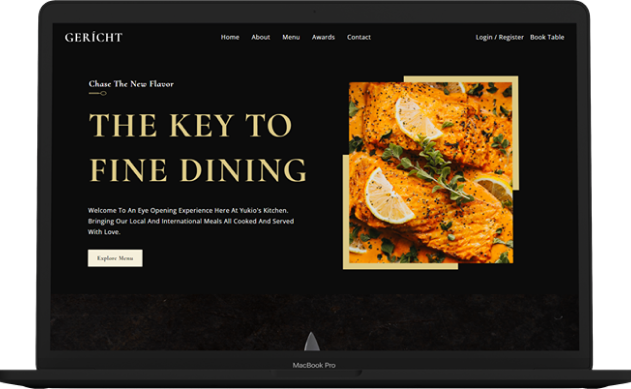 GERÍCHT
Home About Menu Awards Contact
Login / Register Book Table
Chase The New Flavor
THE KEY TO
FINE DINING
Welcome To An Eye Opening Experience Here At Yukio's Kitchen.
Bringing Our Local And International Meals All Cooked And Served
With Love.
Explore Menu
MacBook Pro